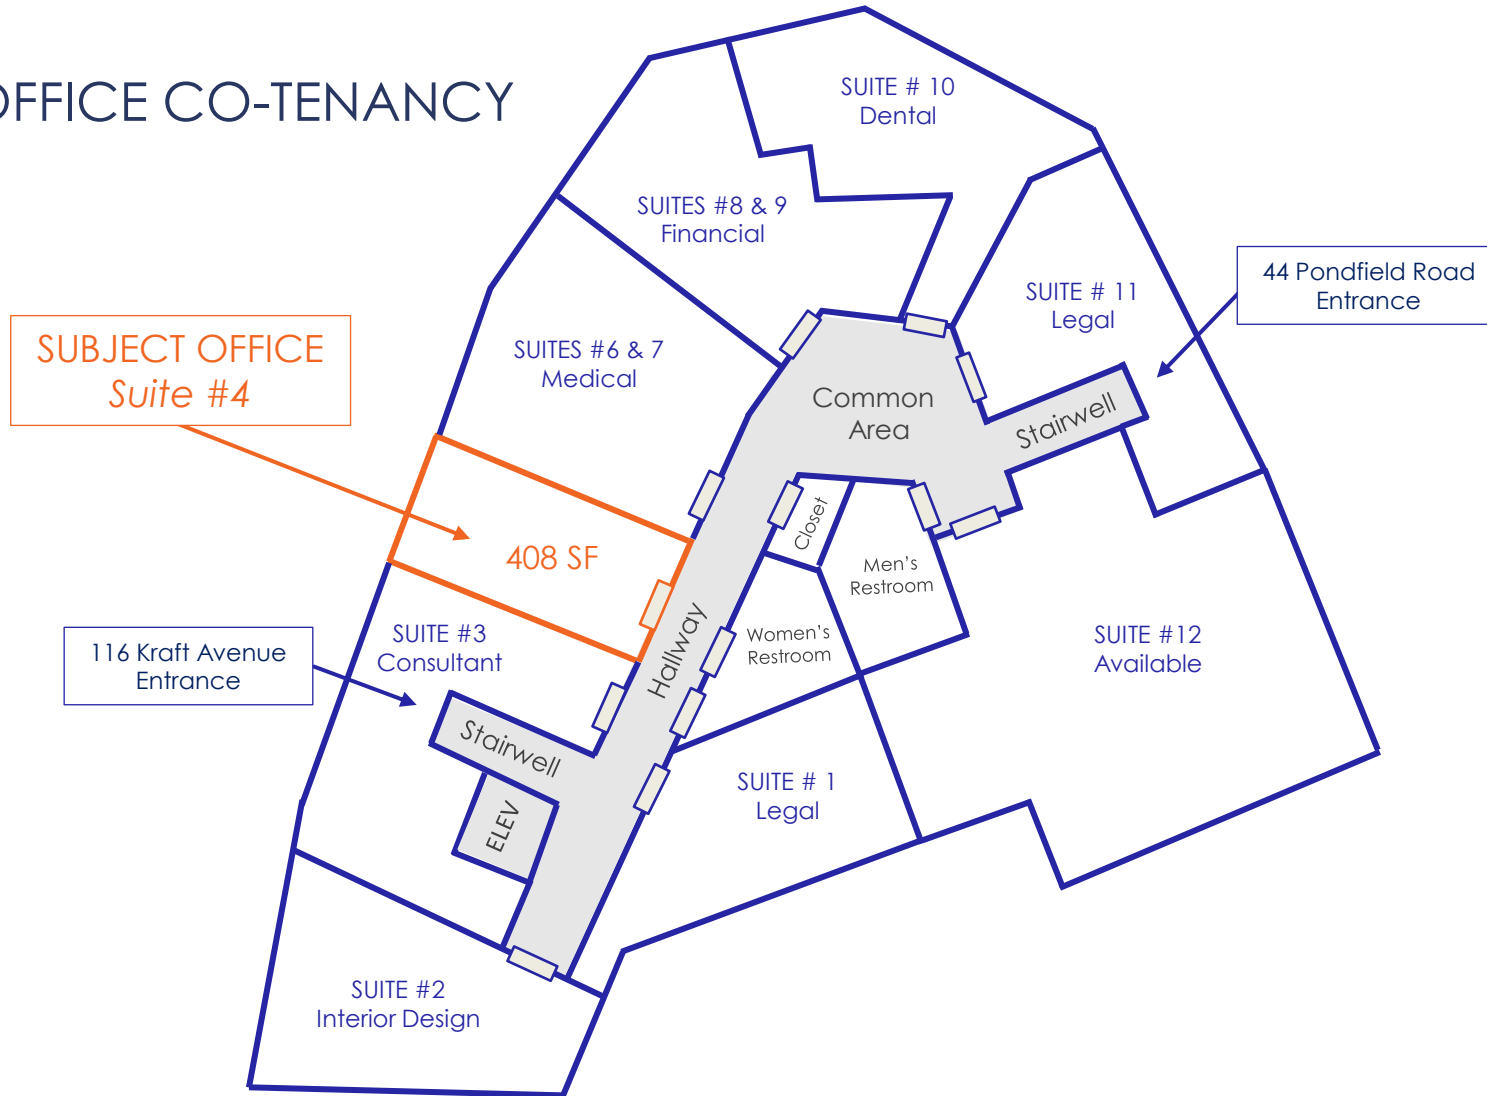 OFFICE CO-TENANCY
SUITE # 10
Dental
SUITES #8 & 9
Financial
44 Pondfield Road
Entrance
SUITE # 11
Legal
SUBJECT OFFICE
Suite #4
SUITES #6 & 7
Medical
Common
Area
Stairwell
408 SF
Closet
Men's
Restroom
Women's
Restroom
Hallway
SUITE #3
Consultant
116 Kraft Avenue
Entrance
SUITE #12
Available
Stairwell
ELEV
SUITE # 1
Legal
SUITE #2
Interior Design